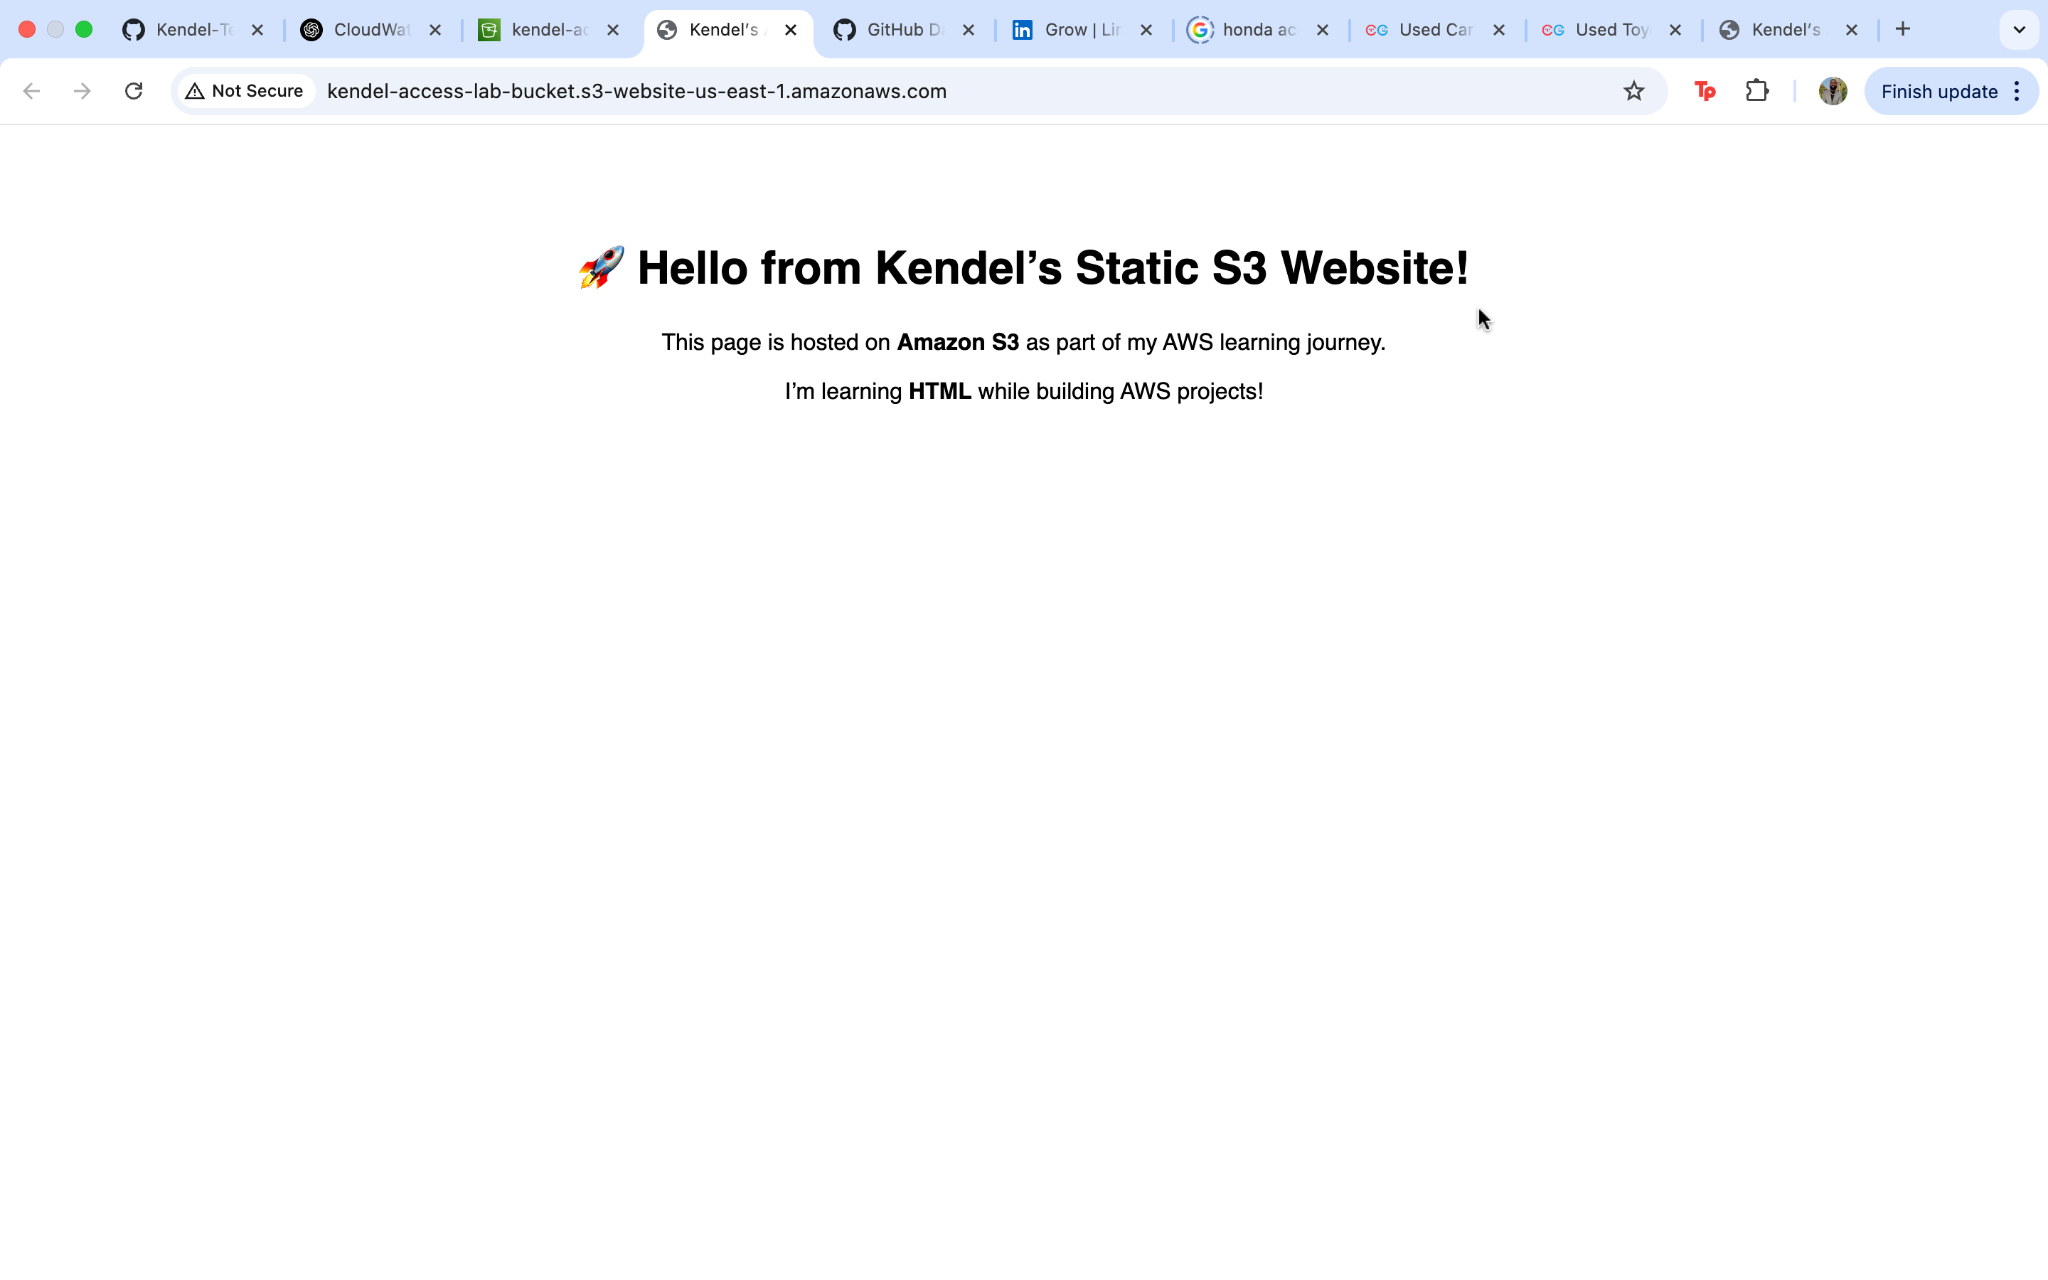 Kendel-Te
CloudWat
kendel-ac
Kendel’s
GitHub D
Grow | Lin
honda ac
Used Car
Used Toy
Kendel’s
Not Secure
kendel-access-lab-bucket.s3-website-us-east-1.amazonaws.com
Tp
Finish update
🚀 Hello from Kendel’s Static S3 Website!
This page is hosted on Amazon S3 as part of my AWS learning journey.
I’m learning HTML while building AWS projects!